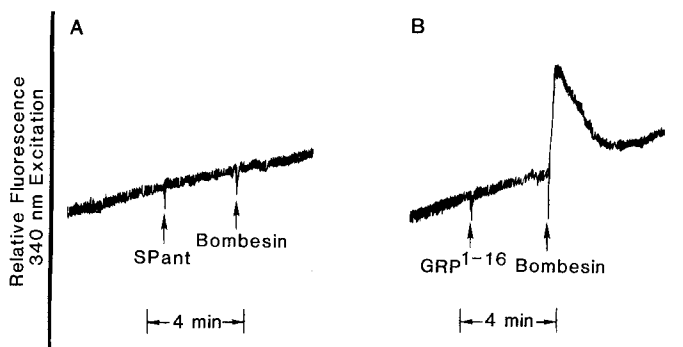 A
B
Relative Fluorescence
340 nm Excitation
SPant
Bombesin
GRP1-16
Bombesin
4 min
4 min